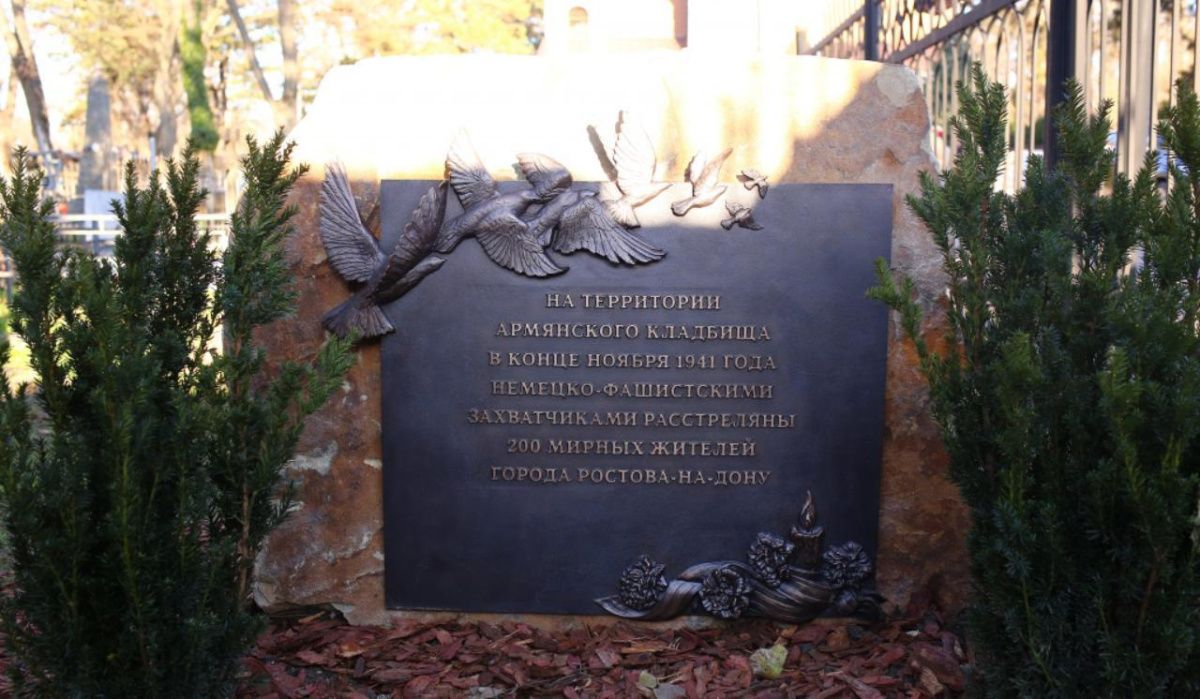 НА ТЕРРИТОРИИ
АРМЯНСКОГО КЛАДБИЩА
В КОНЦЕ НОЯБРЯ 1941 ГОДА
НЕМЕЦКО-ФАШИСТСКИМИ
ЗАХВАТЧИКАМИ РАССТРЕЛЯНЫ
200 МИРНЫХ ЖИТЕЛЕЙ
ГОРОДА РОСТОВА-НА-ДОНУ